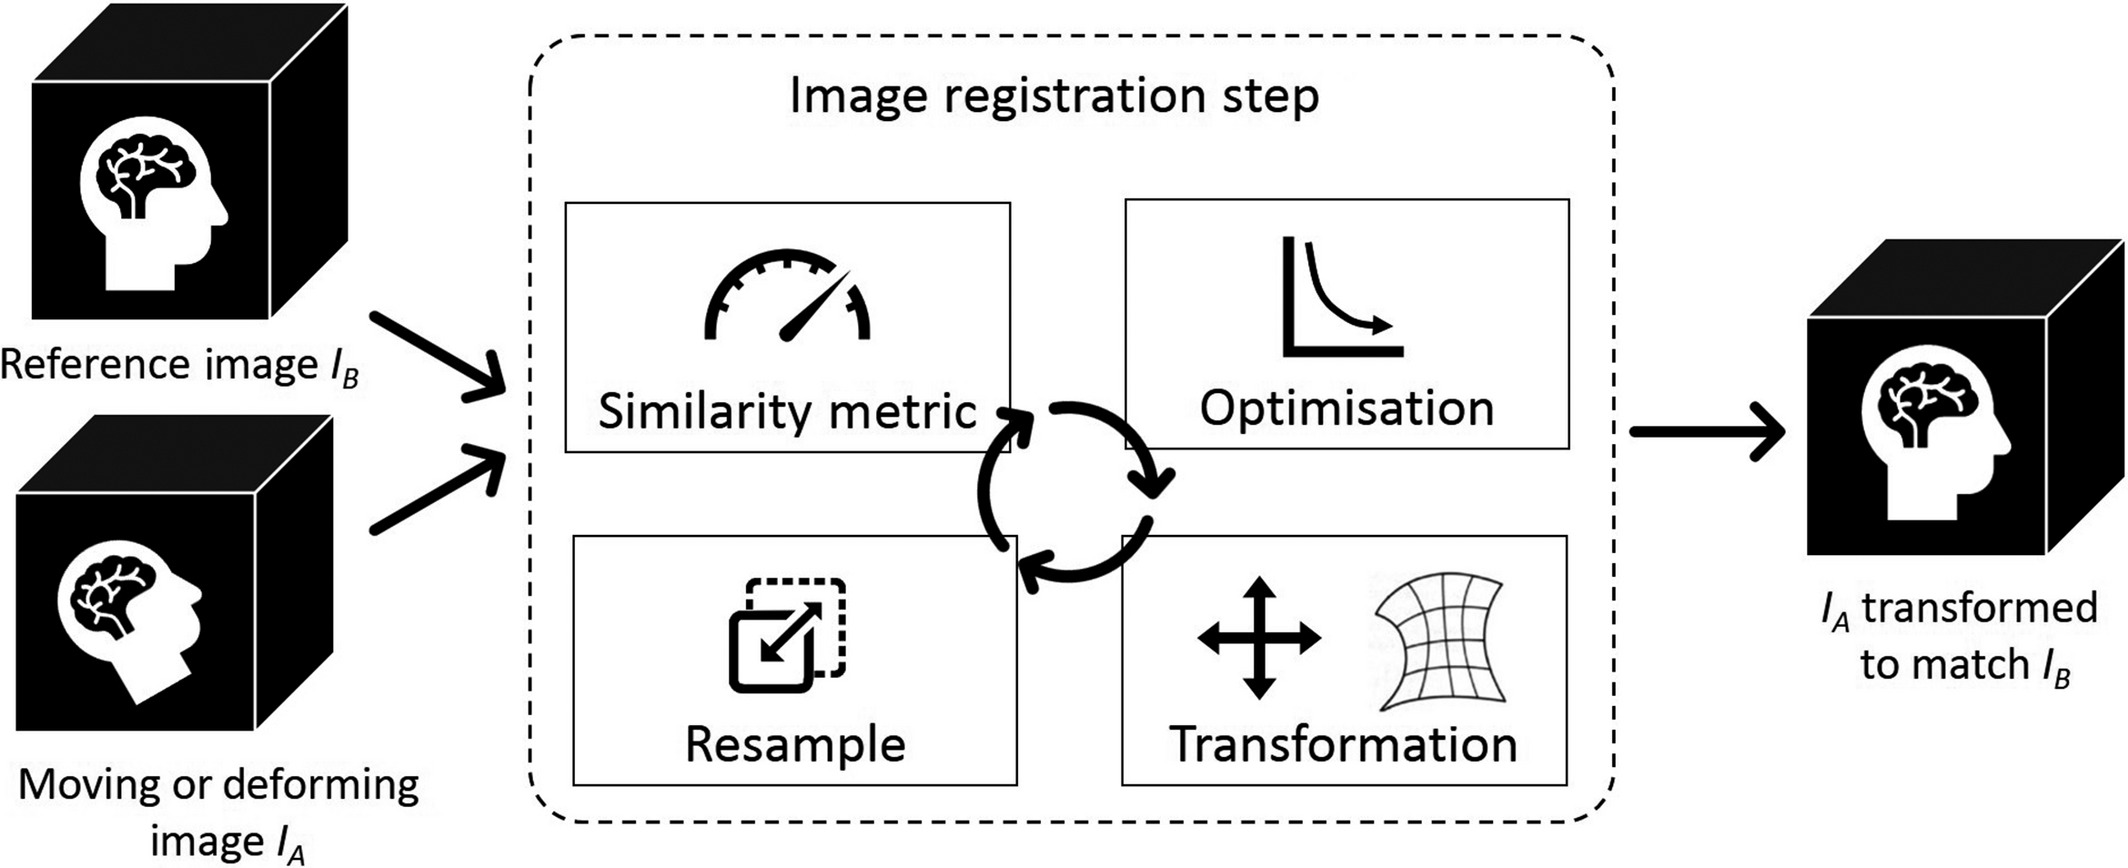 Reference image I_B
Moving or deforming
image I_A
Image registration step
Similarity metric
Optimisation
Resample
Transformation
I_A transformed
to match I_B